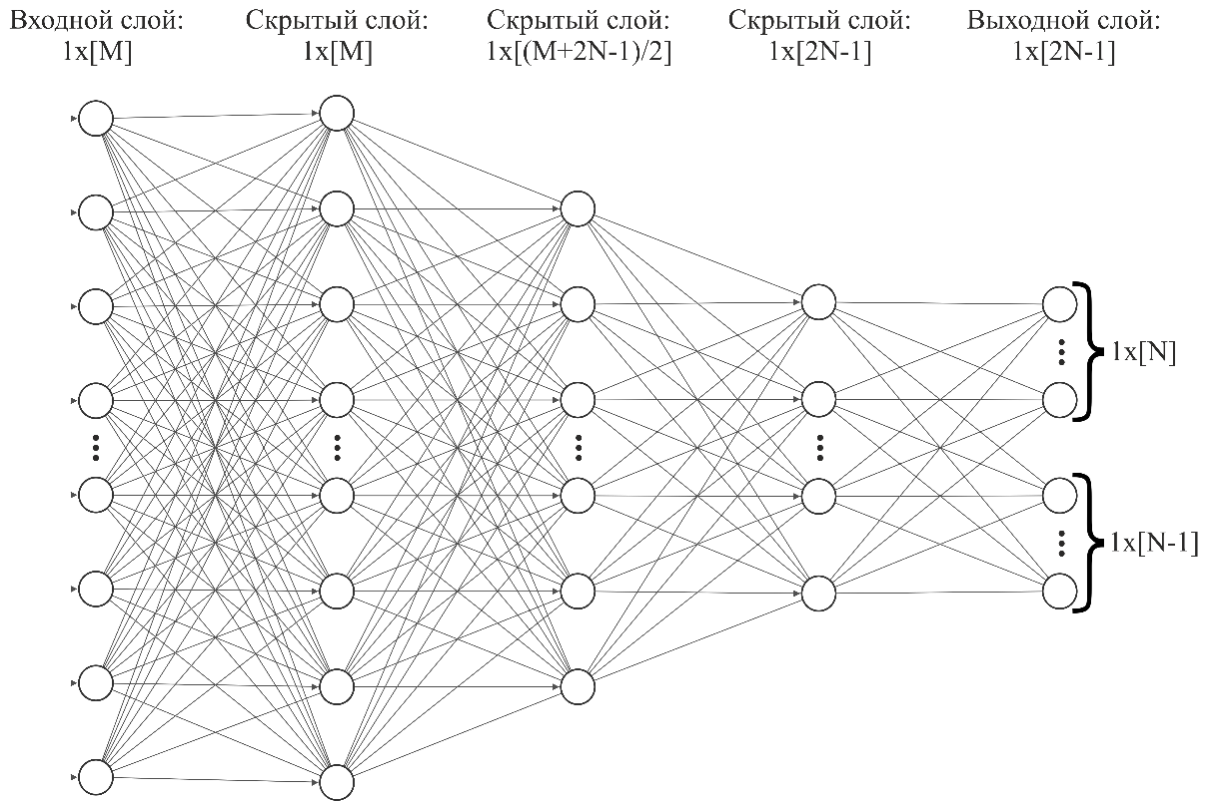 Входной слой:
1x[M]
Скрытый слой:
1x[M]
Скрытый слой:
1x[(M+2N-1)/2]
Скрытый слой:
1x[2N-1]
Выходной слой:
1x[2N-1]
1x[N]
1x[N-1]